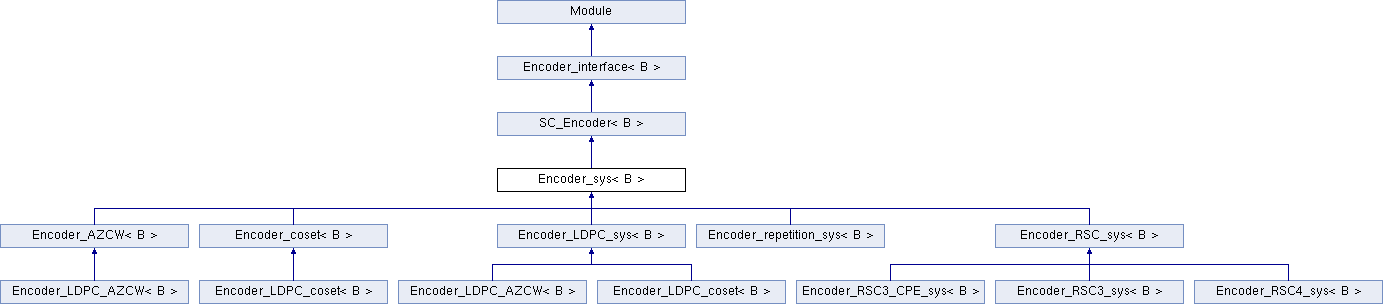 Module
Encoder_interface< B >
SC_Encoder< B >
Encoder_sys< B >
Encoder_AZCW< B >
Encoder_coset< B >
Encoder_LDPC_sys< B >
Encoder_repetition_sys< B >
Encoder_RSC_sys< B >
Encoder_LDPC_AZCW< B >
Encoder_LDPC_coset< B >
Encoder_LDPC_AZCW< B >
Encoder_LDPC_coset< B >
Encoder_RSC3_CPE_sys< B >
Encoder_RSC3_sys< B >
Encoder_RSC4_sys< B >